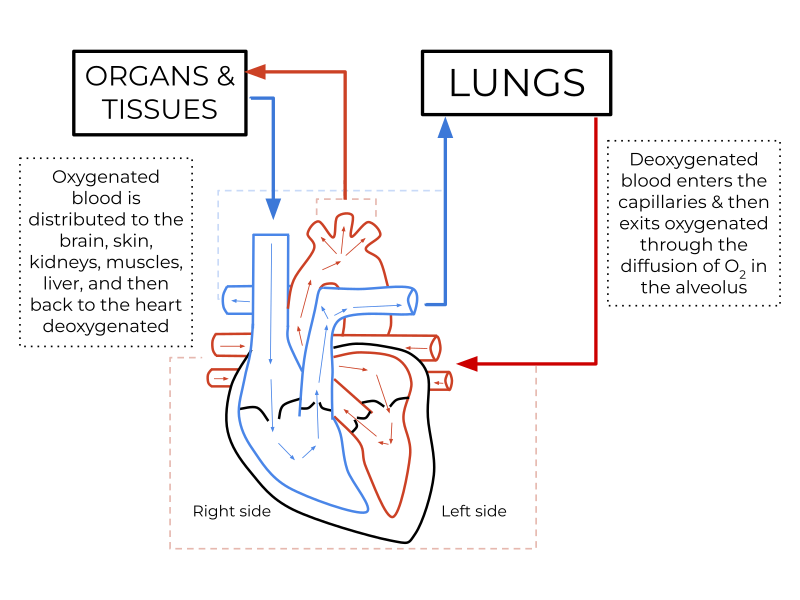 ORGANS &
TISSUES
LUNGS
Oxygenated
blood is
distributed to the
brain, skin,
kidneys, muscles,
liver, and then
back to the heart
deoxygenated
Deoxygenated
blood enters the
capillaries & then
exits oxygenated
through the
diffusion of O₂ in
the alveolus
Right side
Left side